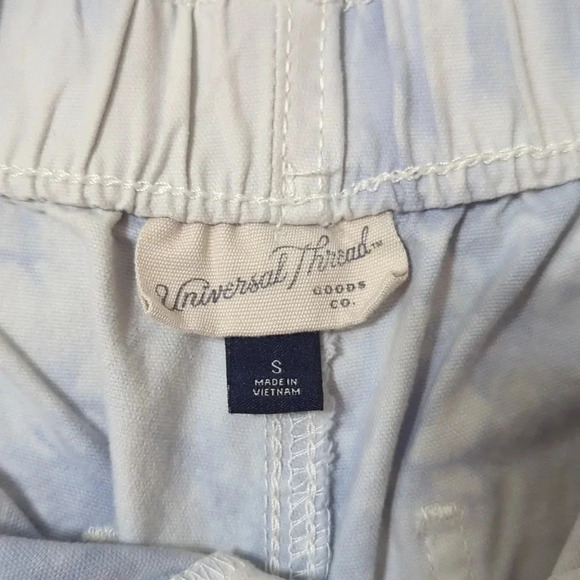 Universal Thread™
GOODS
CO.
S
MADE IN
VIETNAM